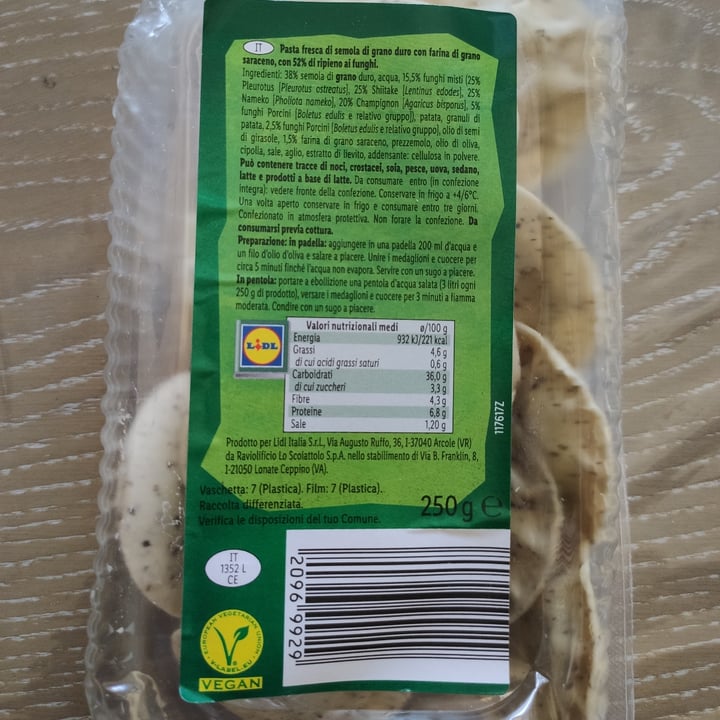 IT Pasta fresca di semola di grano duro con farina di grano
saraceno, con 52% di ripieno ai funghi.
Ingredienti: 38% semola di grano duro, acqua, 15,5% funghi misti (25%
Pleurotus [Pleurotus ostreatus], 25% Shiitake [Lentinus edodes], 25%
Nameko [Pholiota nameko], 20% Champignon [Agaricus bisporus], 5%
funghi Porcini [Boletus edulis e relativo gruppo]), patata, granuli di
patata, 2,5% funghi Porcini [Boletus edulis e relativo gruppo], olio di semi
di girasole, 1,5% farina di grano saraceno, prezzemolo, olio di oliva,
cipolla, sale, aglio, estratto di lievito, addensante: cellulosa in polvere.
Può contenere tracce di noci, crostacei, soia, pesce, uova, sedano,
latte e prodotti a base di latte. Da consumare entro (in confezione
integra): vedere fronte della confezione. Conservare in frigo a +4/6°C.
Una volta aperto conservare in frigo e consumare entro tre giorni.
Confezionato in atmosfera protettiva. Non forare la confezione. Da
consumarsi previa cottura.
Preparazione: in padella: aggiungere in una padella 200 ml d'acqua e
un filo d'olio d'oliva e salare a piacere. Unire i medaglioni e cuocere per
circa 5 minuti finché l'acqua non evapora. Servire con un sugo a piacere.
In pentola: portare a ebollizione una pentola d'acqua salata (3 litri ogni
250 g di prodotto), versare i medaglioni e cuocere per 3 minuti a fiamma
moderata. Condire con un sugo a piacere.
LIDL
Valori nutrizionali medi ø/100 g
Energia 932 kJ/221 kcal
Grassi 4,6 g
di cui acidi grassi saturi 0,6 g
Carboidrati 36,0 g
di cui zuccheri 3,3 g
Fibre 4,3 g
Proteine 6,8 g
Sale 1,20 g
117617Z
Prodotto per Lidl Italia S.r.l., Via Augusto Ruffo, 36, I-37040 Arcole (VR)
da Raviolificio Lo Scoiattolo S.p.A. nello stabilimento di Via B. Franklin, 8,
I-21050 Lonate Ceppino (VA).
Vaschetta: 7 (Plastica). Film: 7 (Plastica).
Raccolta differenziata.
Verifica le disposizioni del tuo Comune.
250 g e
IT
1352 L
CE
2096 9929
EUROPEAN VEGETARIAN UNION
V-LABEL.EU
VEGAN